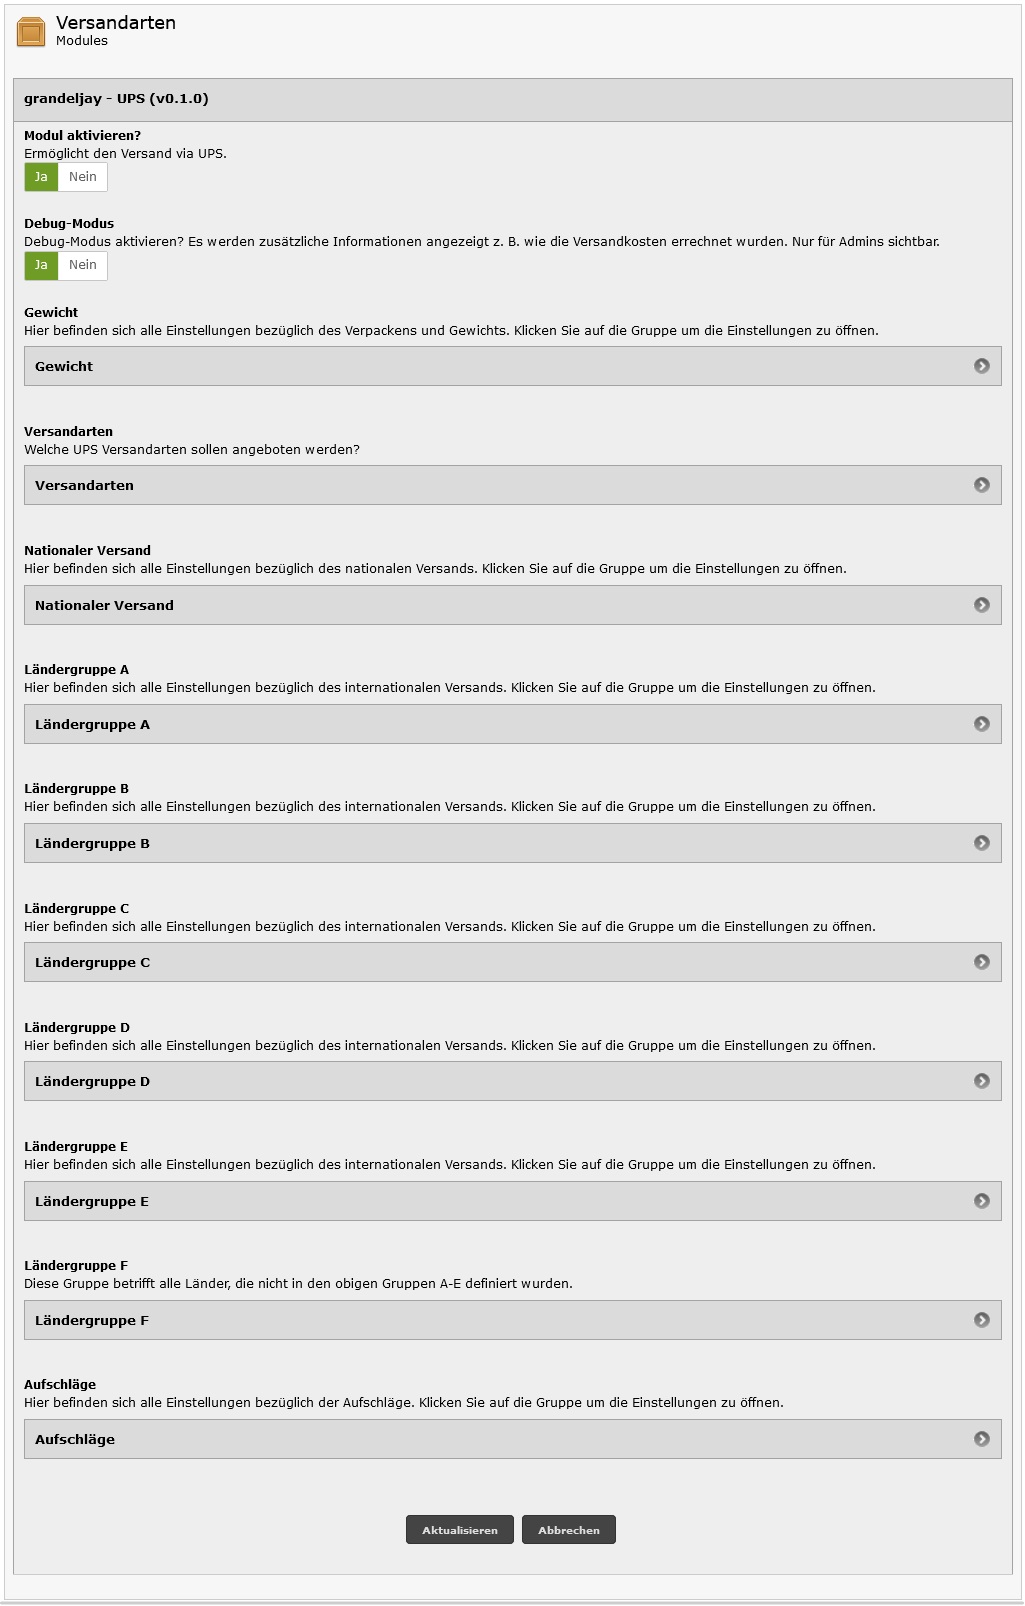 Versandarten
Modules
grandeljay - UPS (v0.1.0)
Modul aktivieren?
Ermöglicht den Versand via UPS.
Ja Nein
Debug-Modus
Debug-Modus aktivieren? Es werden zusätzliche Informationen angezeigt z. B. wie die Versandkosten errechnet wurden. Nur für Admins sichtbar.
Ja Nein
Gewicht
Hier befinden sich alle Einstellungen bezüglich des Verpackens und Gewichts. Klicken Sie auf die Gruppe um die Einstellungen zu öffnen.
Gewicht
Versandarten
Welche UPS Versandarten sollen angeboten werden?
Versandarten
Nationaler Versand
Hier befinden sich alle Einstellungen bezüglich des nationalen Versands. Klicken Sie auf die Gruppe um die Einstellungen zu öffnen.
Nationaler Versand
Ländergruppe A
Hier befinden sich alle Einstellungen bezüglich des internationalen Versands. Klicken Sie auf die Gruppe um die Einstellungen zu öffnen.
Ländergruppe A
Ländergruppe B
Hier befinden sich alle Einstellungen bezüglich des internationalen Versands. Klicken Sie auf die Gruppe um die Einstellungen zu öffnen.
Ländergruppe B
Ländergruppe C
Hier befinden sich alle Einstellungen bezüglich des internationalen Versands. Klicken Sie auf die Gruppe um die Einstellungen zu öffnen.
Ländergruppe C
Ländergruppe D
Hier befinden sich alle Einstellungen bezüglich des internationalen Versands. Klicken Sie auf die Gruppe um die Einstellungen zu öffnen.
Ländergruppe D
Ländergruppe E
Hier befinden sich alle Einstellungen bezüglich des internationalen Versands. Klicken Sie auf die Gruppe um die Einstellungen zu öffnen.
Ländergruppe E
Ländergruppe F
Diese Gruppe betrifft alle Länder, die nicht in den obigen Gruppen A-E definiert wurden.
Ländergruppe F
Aufschläge
Hier befinden sich alle Einstellungen bezüglich der Aufschläge. Klicken Sie auf die Gruppe um die Einstellungen zu öffnen.
Aufschläge
Aktualisieren Abbrechen